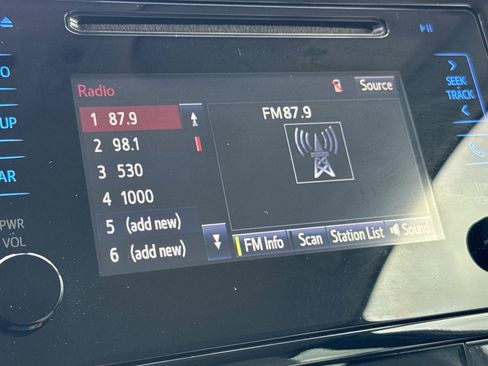 Radio
Source
1 87.9
2 98.1
3 530
4 1000
5 (add new)
6 (add new)
FM87.9
FM Info
Scan
Station List
Sound
SEEK
TRACK
PWR
VOL